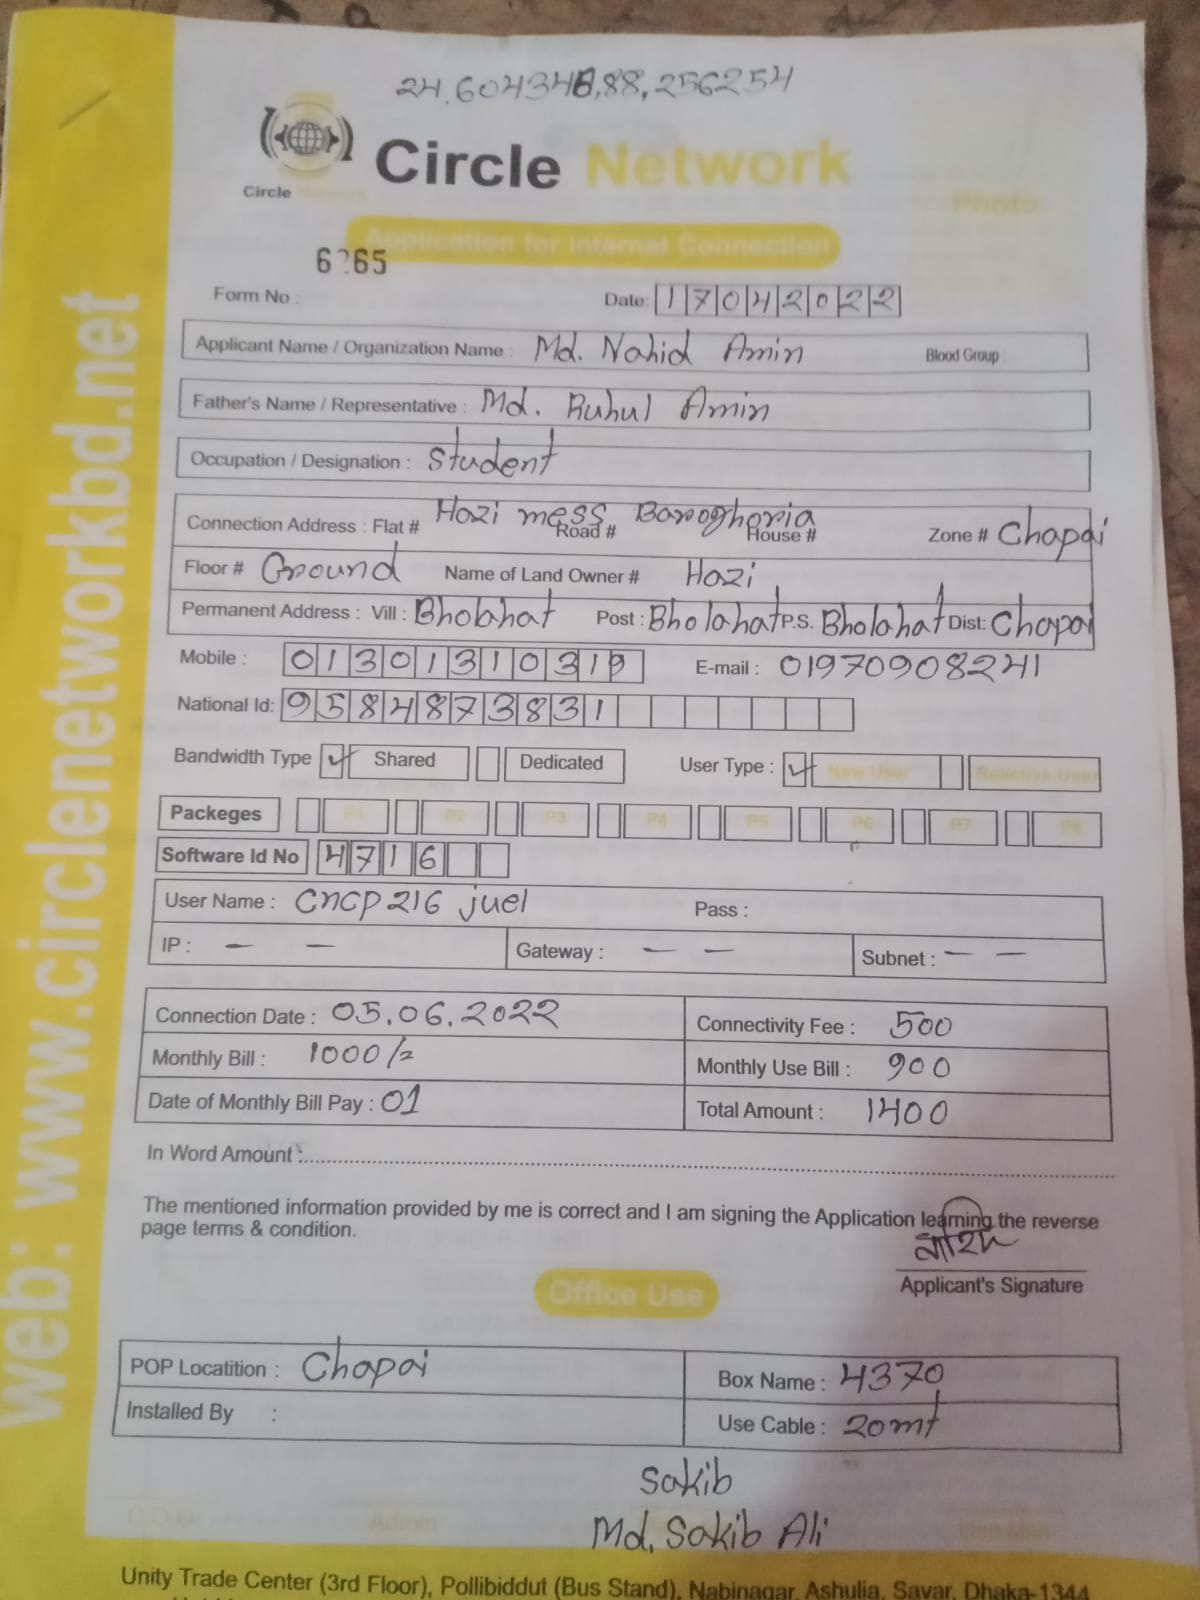 Circle Network
Circle Network
Photo
Application for Internet Connection
Form No :
Date: 17042022
Applicant Name / Organization Name : Md. Nahid Amin Blood Group
Father's Name / Representative : Md. Ruhul Amin
Occupation / Designation : Student
Connection Address : Flat # Hazi mess Road # Baroghoria House # Zone # Chapai
Floor # Ground Name of Land Owner # Hazi
Permanent Address : Vill : Bholahat Post : Bholahat P.S. Bholahat Dist: Chapai
Mobile : 01301310319 E-mail : 01970908241
National Id: 9584873831
Bandwidth Type Shared Dedicated User Type : New User
Packeges P1 P2 P3 P4 P5 P6 P7 P8
Software Id No 4716
User Name : CNCP216 juel Pass :
IP : – – Gateway : – – Subnet : – –
Connection Date : 05.06.2022 Connectivity Fee : 500
Monthly Bill : 1000/= Monthly Use Bill : 900
Date of Monthly Bill Pay : 01 Total Amount : 1400
In Word Amount :
The mentioned information provided by me is correct and I am signing the Application learning the reverse
page terms & condition.
নাহিদ
Applicant's Signature
Office Use
POP Locatition : Chapai Box Name : 4370
Installed By : Use Cable : 20mt
Sakib
Md. Sakib Ali
Admin
Unity Trade Center (3rd Floor), Pollibiddut (Bus Stand), Nabinagar, Ashulia, Savar, Dhaka-1344
web: www.circlenetworkbd.net